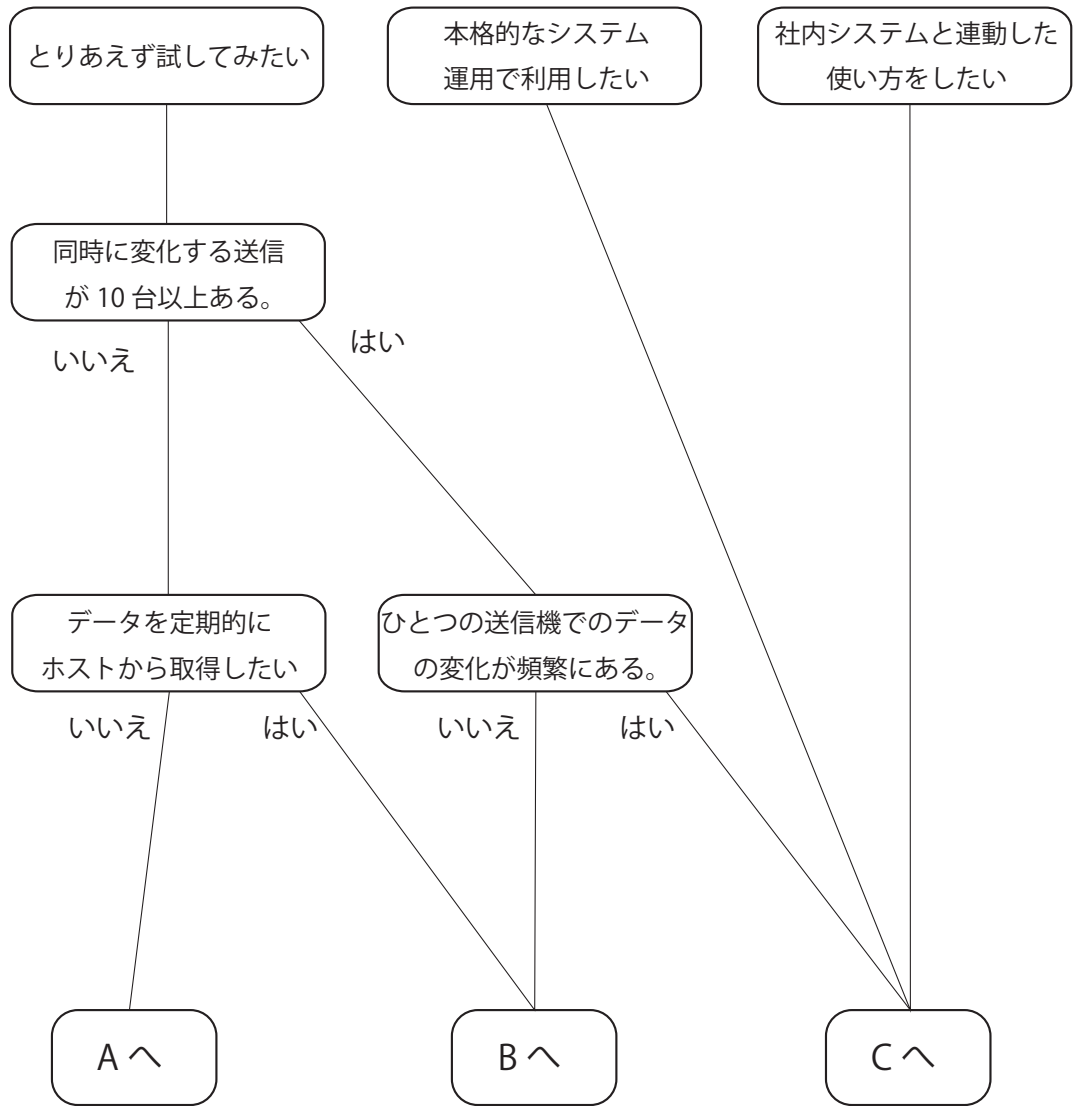 とりあえず試してみたい
本格的なシステム
運用で利用したい
社内システムと連動した
使い方をしたい
同時に変化する送信
が 10 台以上ある。
いいえ
はい
データを定期的に
ホストから取得したい
ひとつの送信機でのデータ
の変化が頻繁にある。
いいえ
はい
いいえ
はい
A へ
B へ
C へ